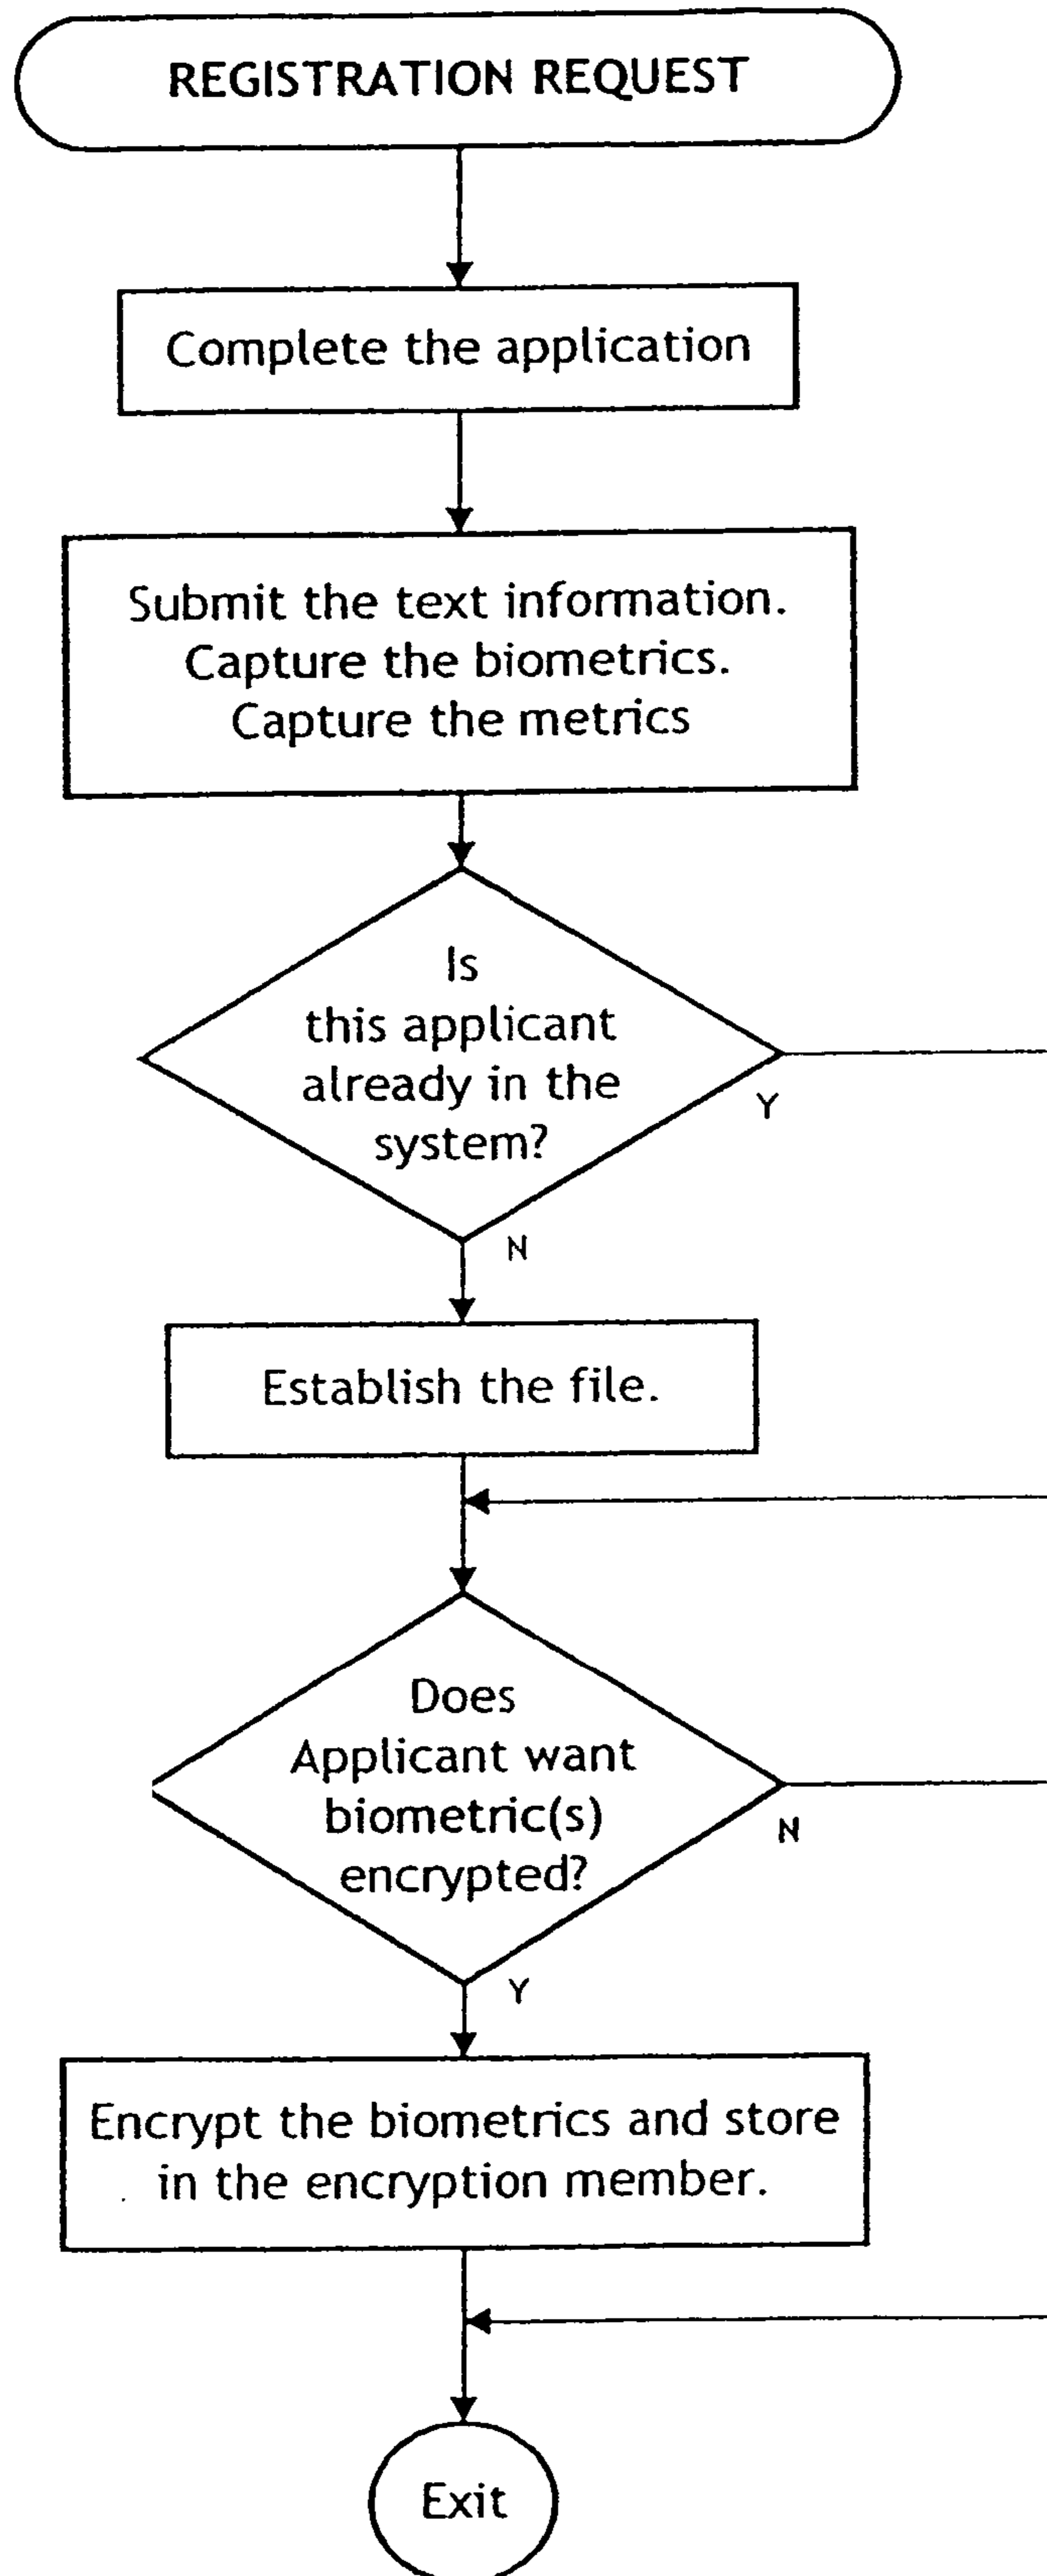 REGISTRATION REQUEST
Complete the application
Submit the text information.
Capture the biometrics.
Capture the metrics
Is
this applicant
already in the
system?
Y
N
Establish the file.
Does
Applicant want
biometric(s)
encrypted?
N
Y
Encrypt the biometrics and store
in the encryption member.
Exit